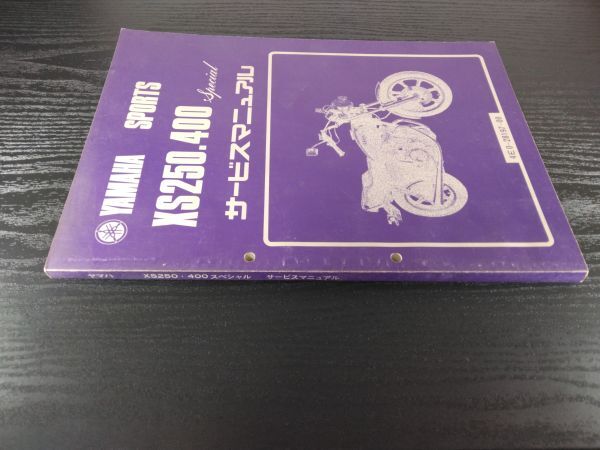 YAMAHA SPORTS
XS250.400 Special
サービスマニュアル
ヤマハ XS250・400スペシャル サービスマニュアル